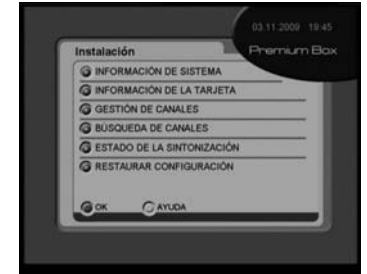 03.11.2009 19:45
Premium Box
Instalación
INFORMACIÓN DE SISTEMA
INFORMACIÓN DE LA TARJETA
GESTIÓN DE CANALES
BÚSQUEDA DE CANALES
ESTADO DE LA SINTONIZACIÓN
RESTAURAR CONFIGURACIÓN
OK AYUDA